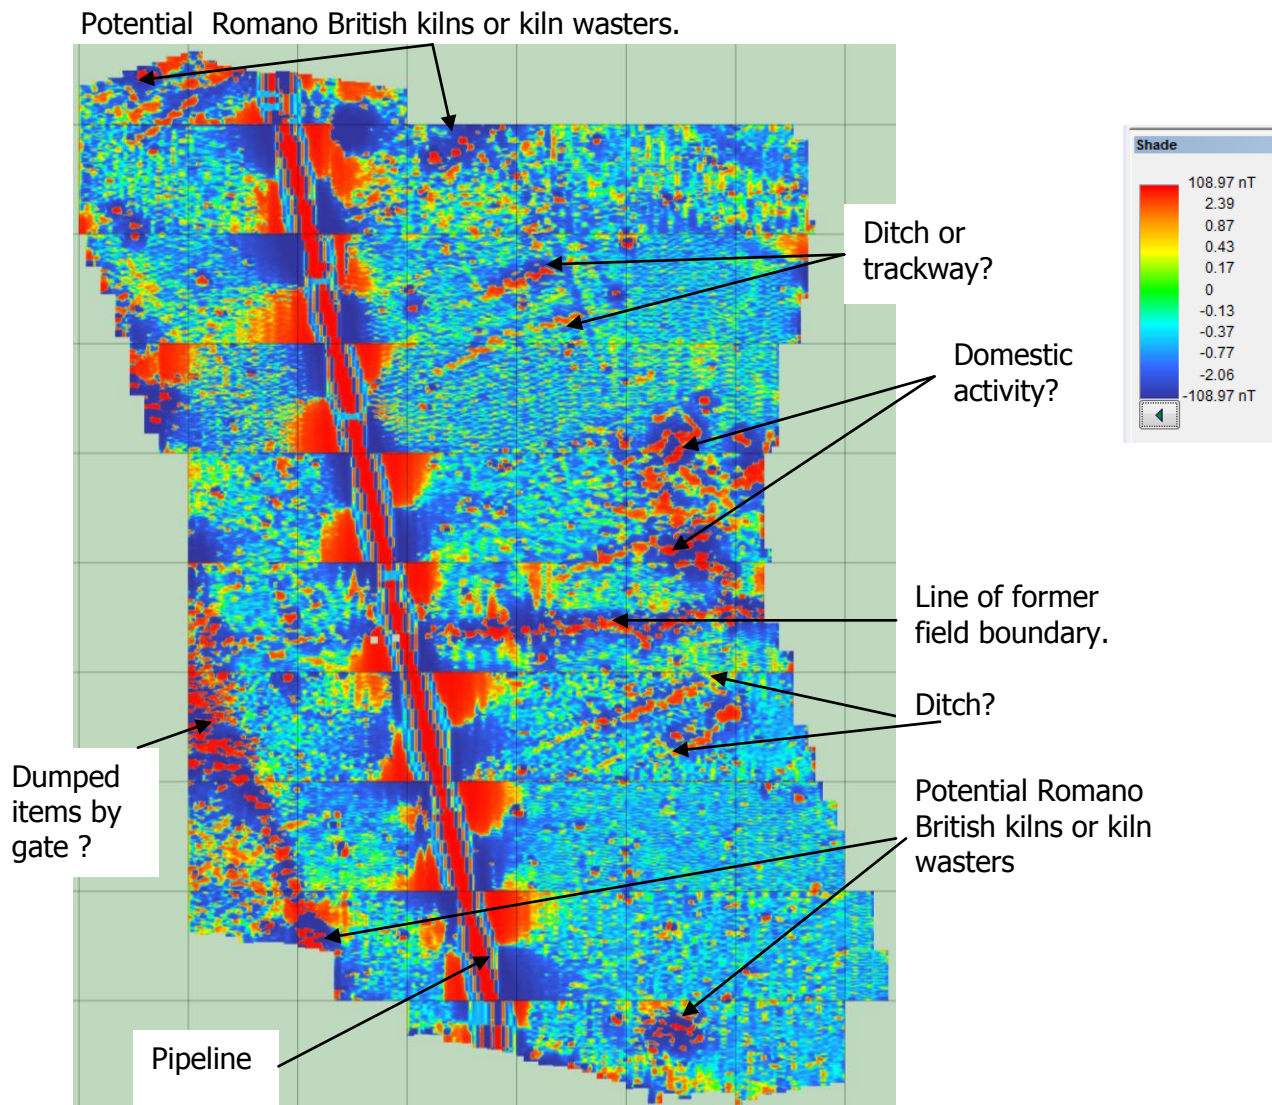 Potential Romano British kilns or kiln wasters.
Shade
108.97 nT
2.39
0.87
0.43
0.17
0
-0.13
-0.37
-0.77
-2.06
-108.97 nT
Ditch or
trackway?
Domestic
activity?
Line of former
field boundary.
Ditch?
Dumped
items by
gate ?
Potential Romano
British kilns or kiln
wasters
Pipeline